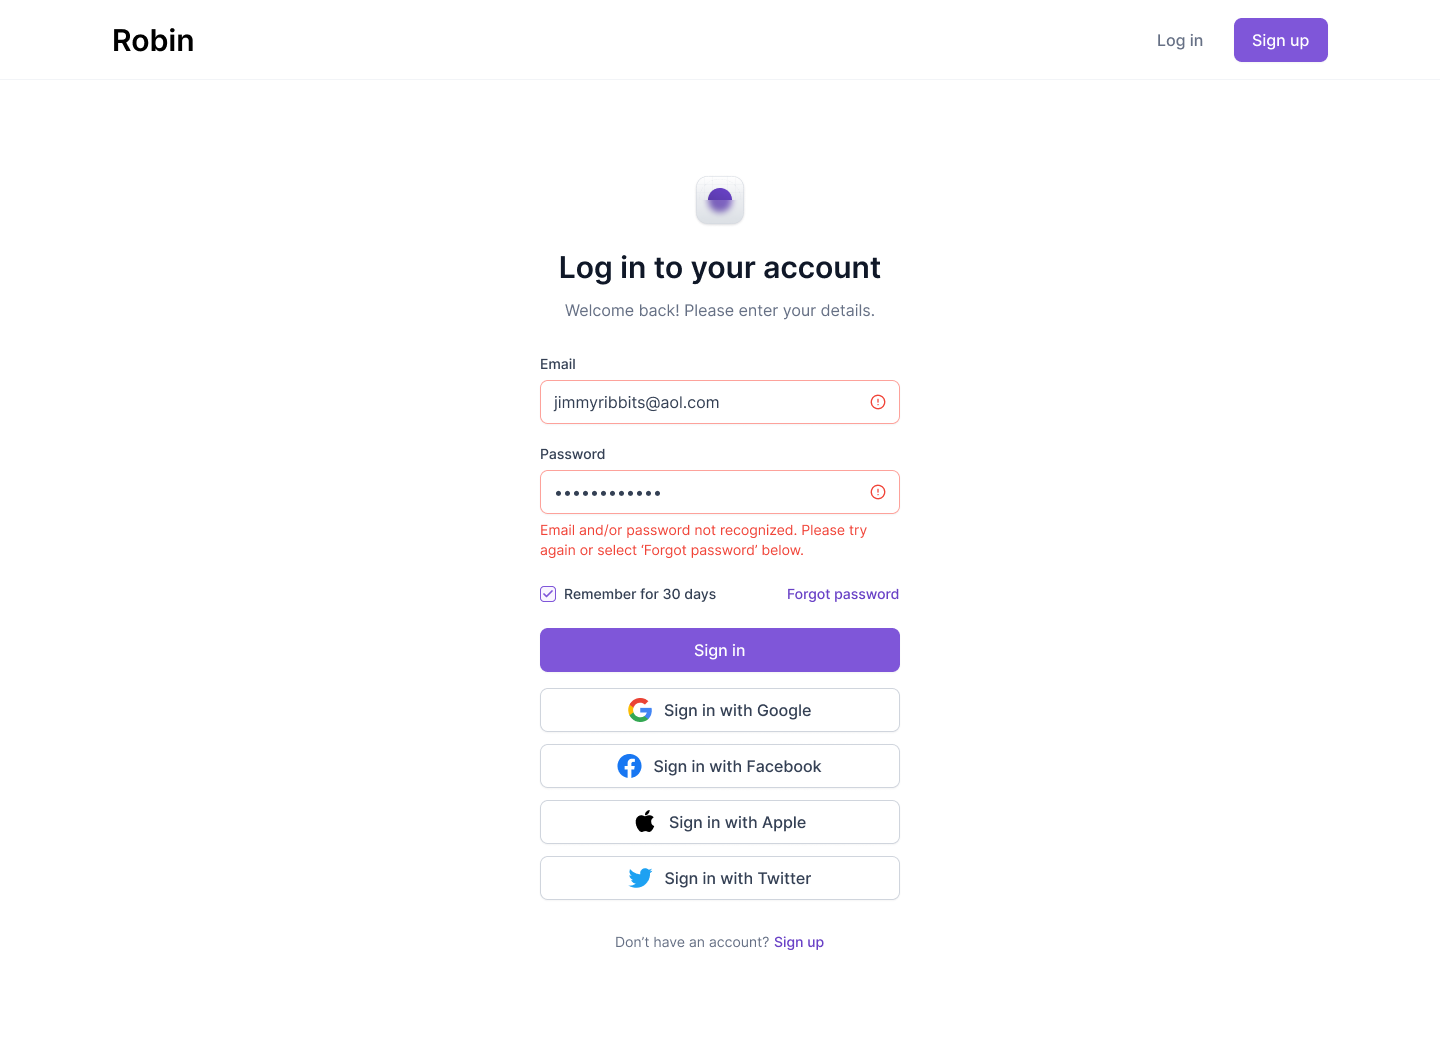 Robin
Log in
Sign up
Log in to your account
Welcome back! Please enter your details.
Email
jimmyribbits@aol.com
Password
••••••••••••
Email and/or password not recognized. Please try
again or select ‘Forgot password’ below.
Remember for 30 days
Forgot password
Sign in
Sign in with Google
Sign in with Facebook
Sign in with Apple
Sign in with Twitter
Don’t have an account? Sign up